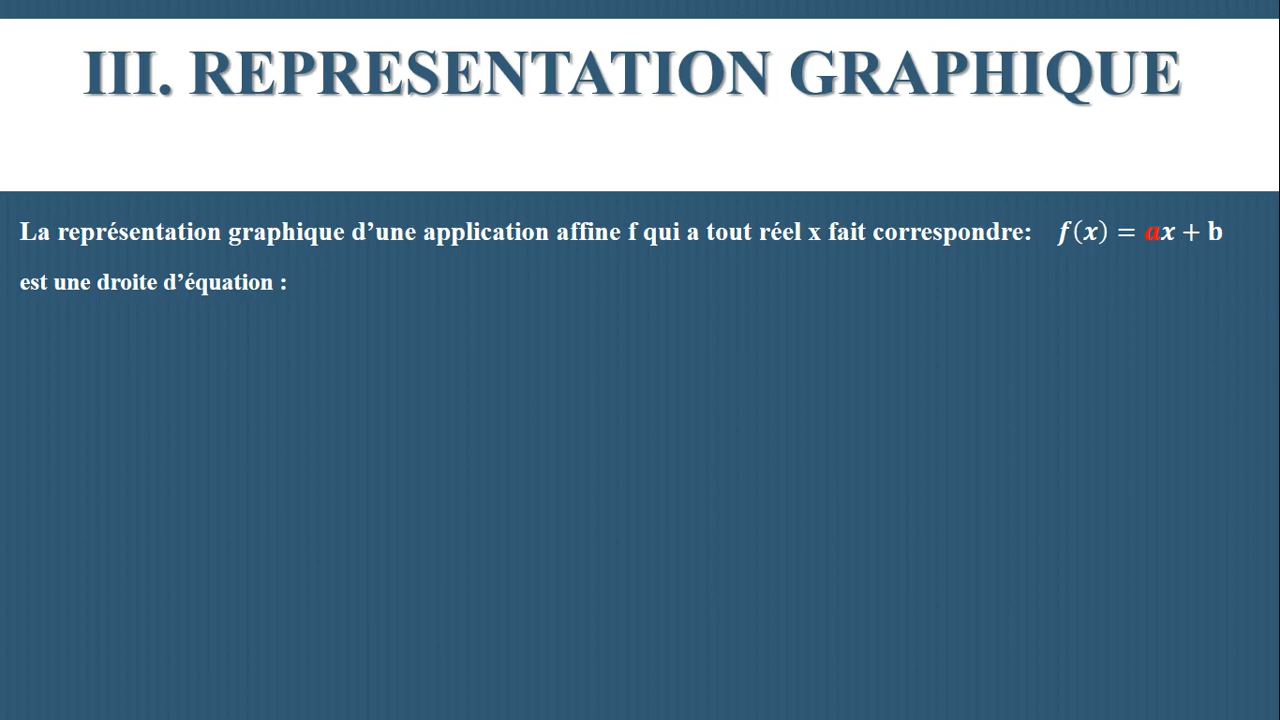 III. REPRESENTATION GRAPHIQUE
La représentation graphique d’une application affine f qui a tout réel x fait correspondre: f(x) = ax + b
est une droite d’équation :